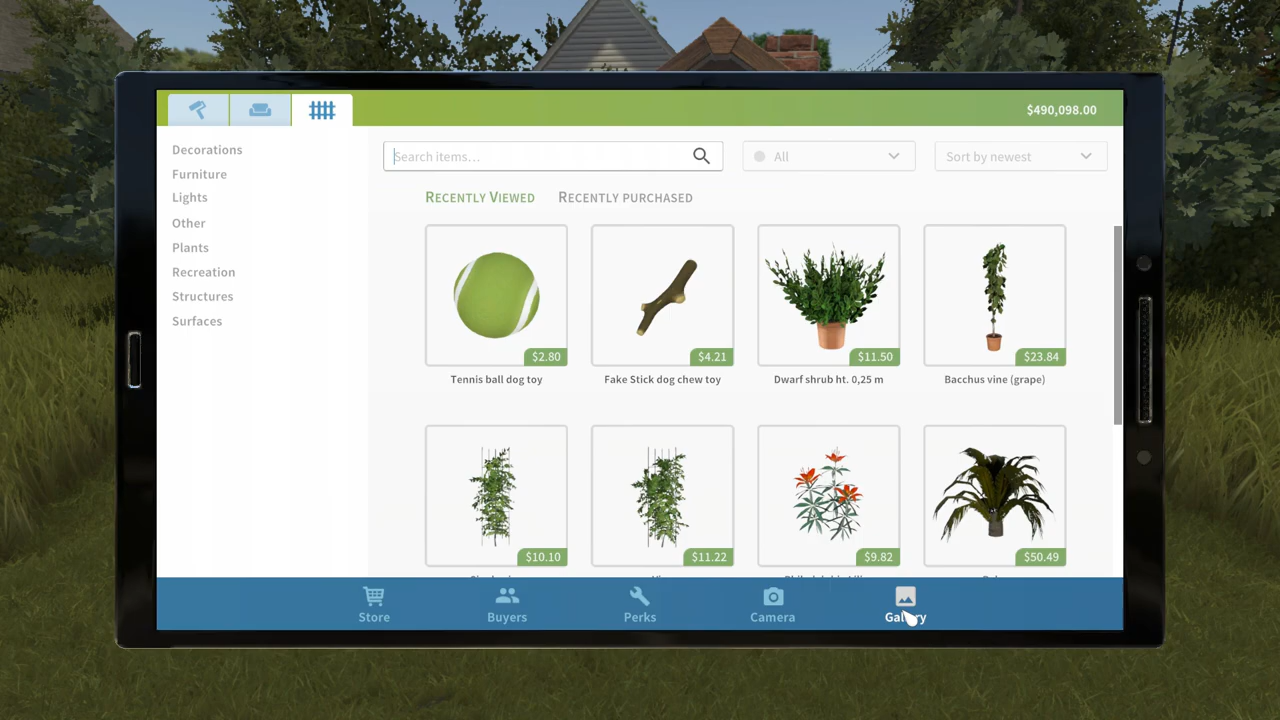 $490,098.00
Decorations
Furniture
Lights
Other
Plants
Recreation
Structures
Surfaces
Search items...
All
Sort by newest
RECENTLY VIEWED
RECENTLY PURCHASED
$2.80
$4.21
$11.50
$23.84
Tennis ball dog toy
Fake Stick dog chew toy
Dwarf shrub ht. 0,25 m
Bacchus vine (grape)
$10.10
$11.22
$9.82
$50.49
Store
Buyers
Perks
Camera
Gallery